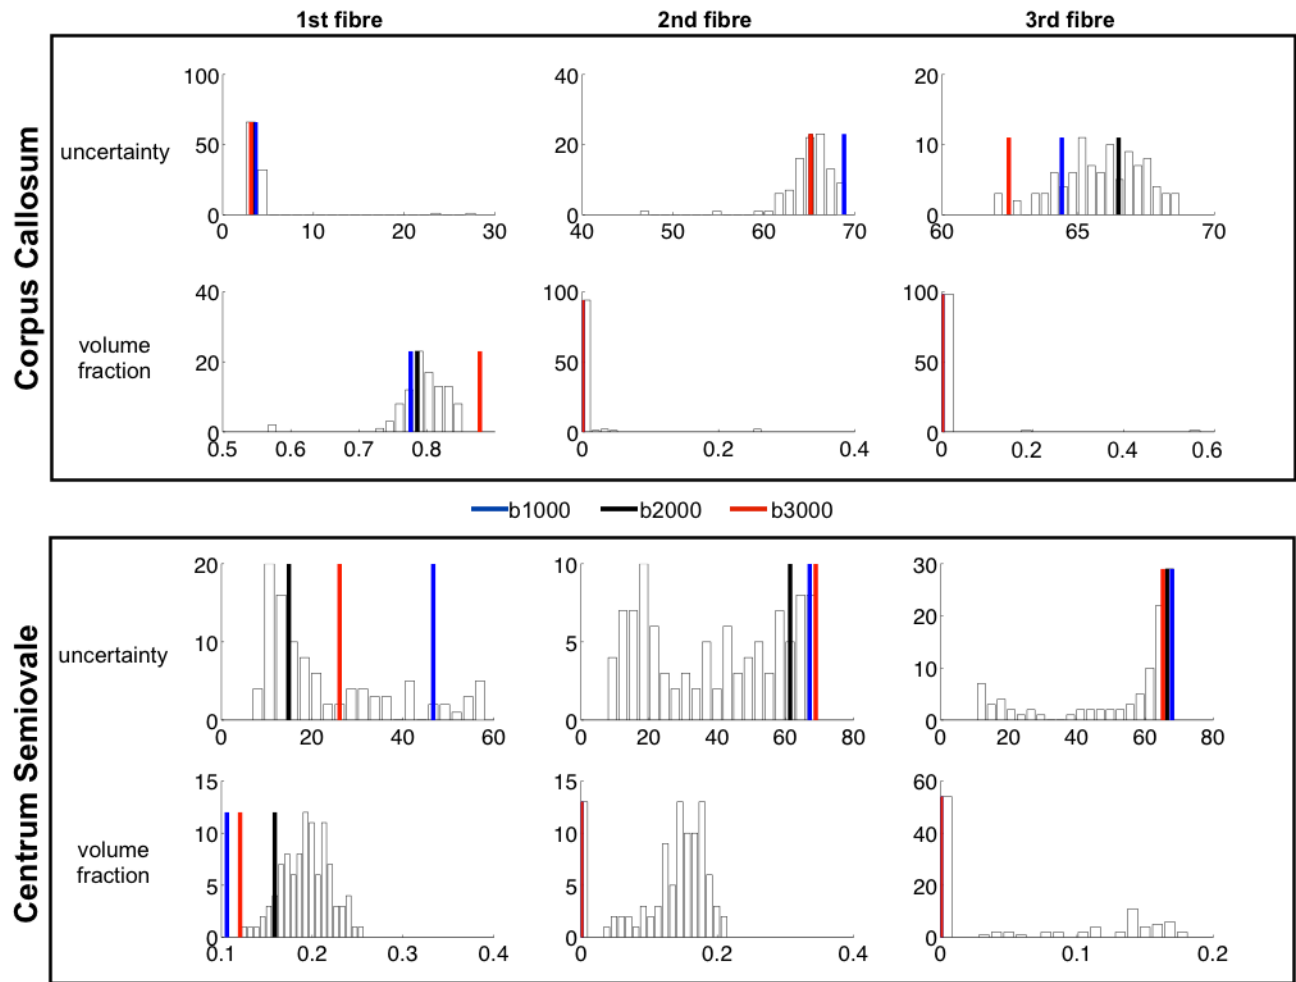 1st fibre 2nd fibre 3rd fibre
Corpus Callosum
uncertainty
100 50 0
0 10 20 30
40 20 0
40 50 60 70
20 10 0
60 65 70
volume
fraction
40 20 0
0.5 0.6 0.7 0.8
100 50 0
0 0.2 0.4
100 50 0
0 0.2 0.4 0.6
b1000 b2000 b3000
Centrum Semiovale
uncertainty
20 10 0
0 20 40 60
10 5 0
0 20 40 60 80
30 20 10 0
0 20 40 60 80
volume
fraction
15 10 5 0
0.1 0.2 0.3 0.4
15 10 5 0
0 0.2 0.4
60 40 20 0
0 0.1 0.2